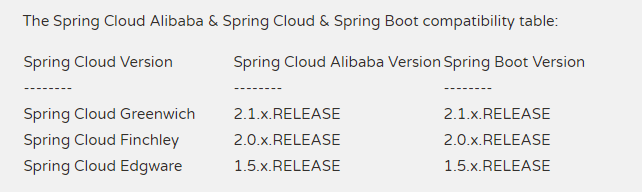 The Spring Cloud Alibaba & Spring Cloud & Spring Boot compatibility table:
Spring Cloud Version Spring Cloud Alibaba Version Spring Boot Version
-------- -------- --------
Spring Cloud Greenwich 2.1.x.RELEASE 2.1.x.RELEASE
Spring Cloud Finchley 2.0.x.RELEASE 2.0.x.RELEASE
Spring Cloud Edgware 1.5.x.RELEASE 1.5.x.RELEASE